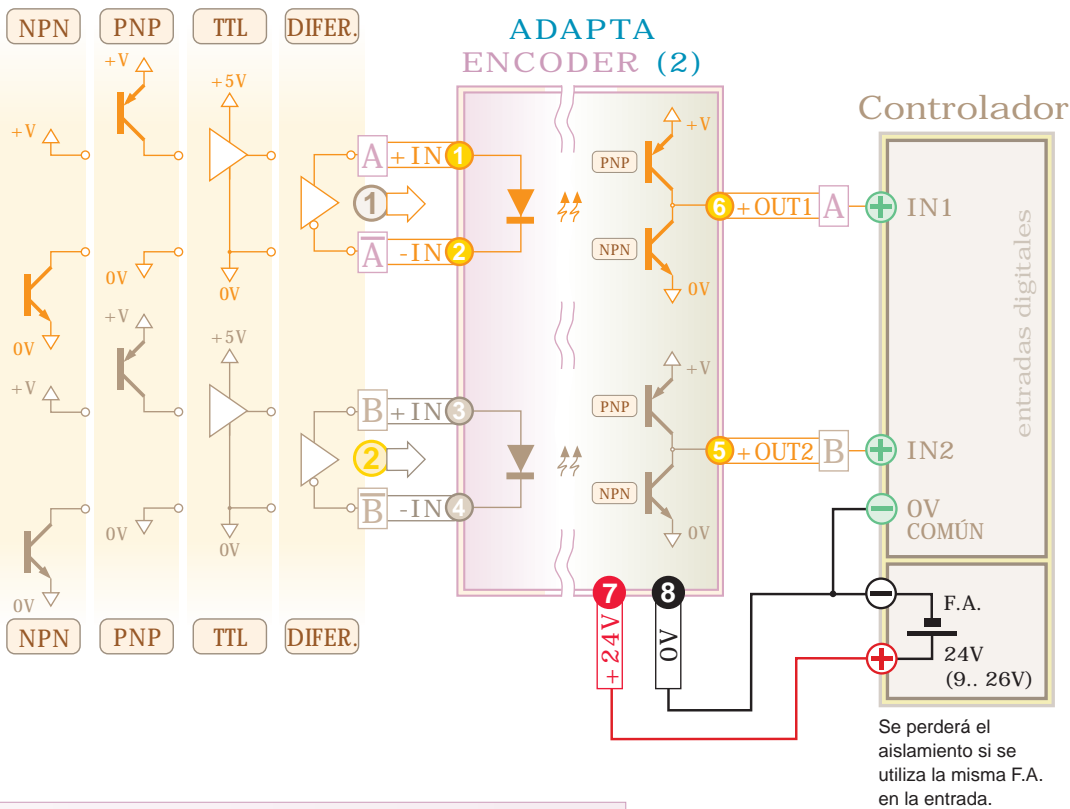 NPN PNP TTL DIFER.
ADAPTA
ENCODER (2)
Controlador
+V
+5V
+V
A +IN 1
1
A -IN 2
0V
0V
0V
PNP
NPN
+V
0V
6 +OUT1 A + IN1
entradas digitales
+V
+5V
+V
B +IN 3
2
B -IN 4
0V
0V
0V
PNP
NPN
+V
0V
5 +OUT2 B + IN2
0V
COMÚN
7 8
+24V
0V
F.A.
24V
(9.. 26V)
NPN PNP TTL DIFER.
Se perderá el
aislamiento si se
utiliza la misma F.A.
en la entrada.